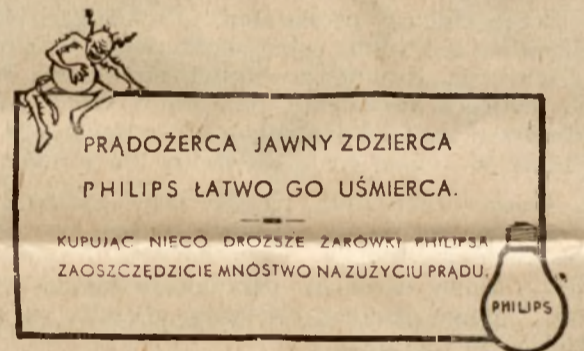 PRĄDOŻERCA JAWNY ZDZIERCA
PHILIPS ŁATWO GO UŚMIERCA.
KUPUJĄC NIECO DROŻSZE ŻARÓWKI PHILIPSA
ZAOSZCZĘDZICIE MNÓSTWO NA ZUŻYCIU PRĄDU.
PHILIPS